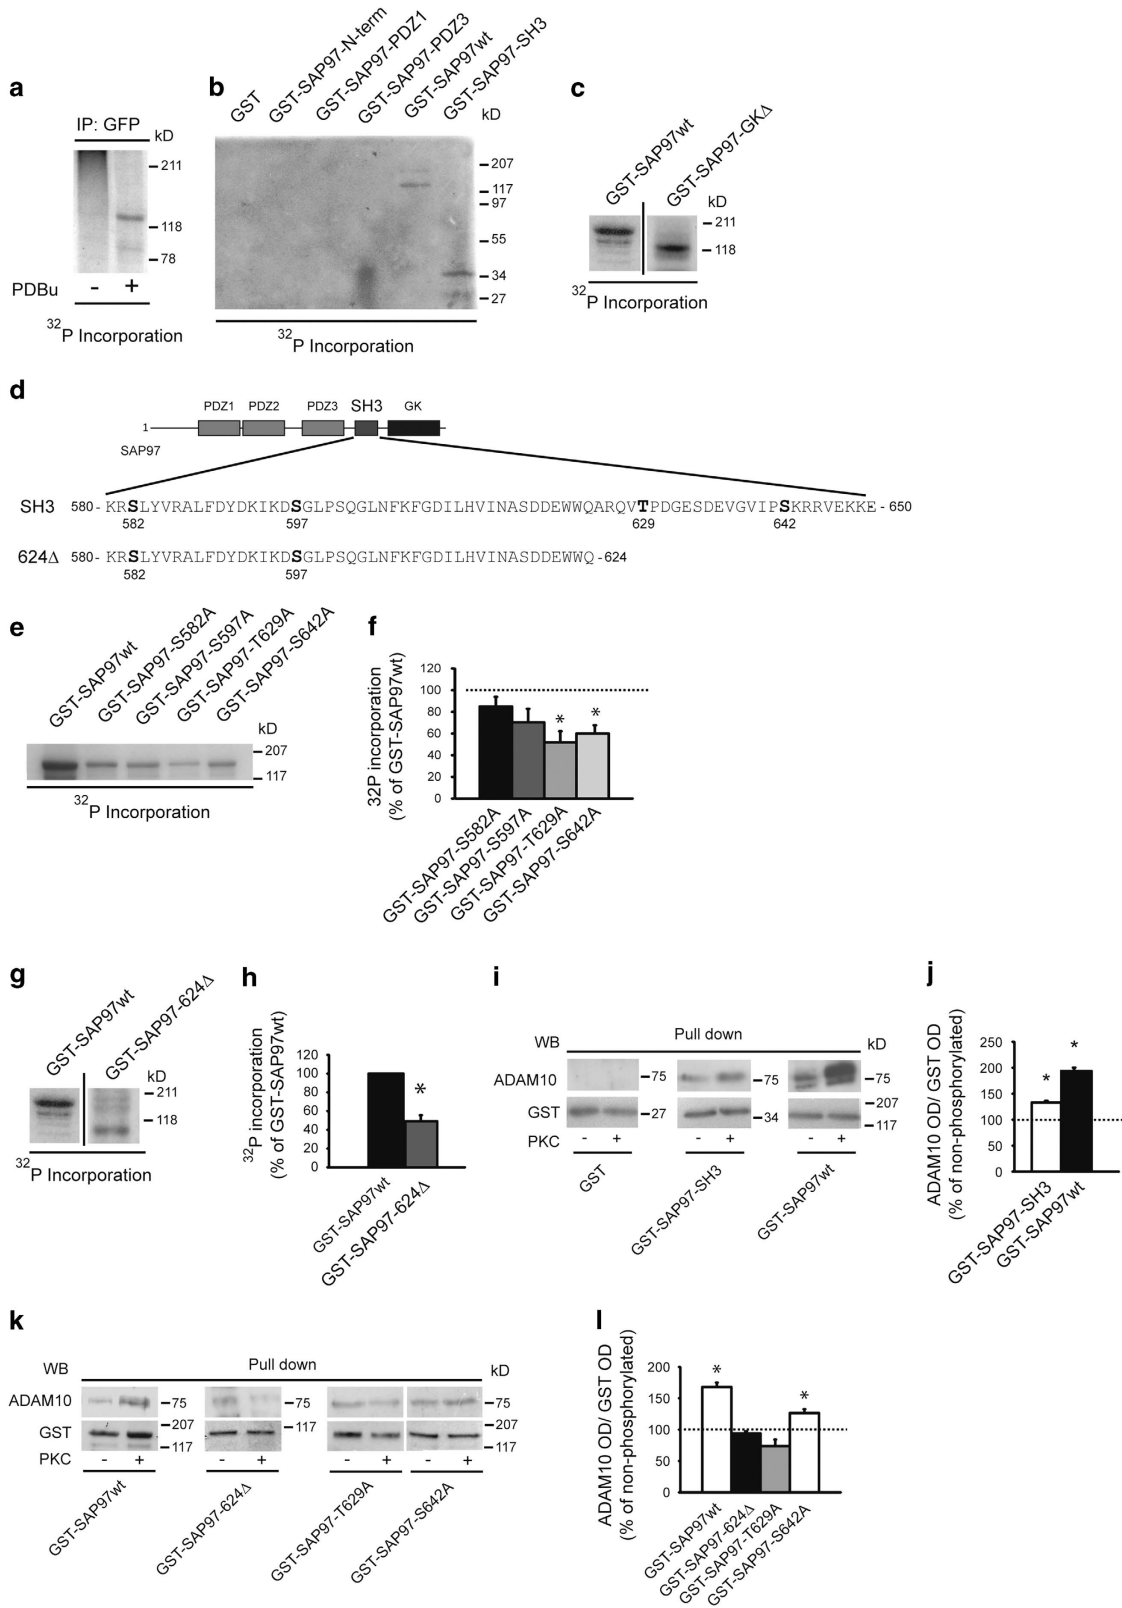 a
IP: GFP
kD
211
118
78
PDBu - +
32P Incorporation
b
GST
GST-SAP97-N-term
GST-SAP97-PDZ1
GST-SAP97-PDZ3
GST-SAP97wt
GST-SAP97-SH3
kD
207
117
97
55
34
27
32P Incorporation
c
GST-SAP97wt
GST-SAP97-GKΔ
kD
211
118
32P Incorporation
d
PDZ1 PDZ2 PDZ3 SH3 GK
1
SAP97
SH3 580- KRSLYVRALFDYDKIKDSGLPSQGLNFKFGDILHVINASDDEWWQARQVTPDGESDEVGVIPSKRRVEKKE - 650
582 597 629 642
624Δ 580- KRSLYVRALFDYDKIKDSGLPSQGLNFKFGDILHVINASDDEWWQ -624
582 597
e
GST-SAP97wt
GST-SAP97-S582A
GST-SAP97-S597A
GST-SAP97-T629A
GST-SAP97-S642A
kD
207
117
32P Incorporation
f
32P incorporation
(% of GST-SAP97wt)
120
100
80
60
40
20
0
* *
GST-SAP97-S582A
GST-SAP97-S597A
GST-SAP97-T629A
GST-SAP97-S642A
g
GST-SAP97wt
GST-SAP97-624Δ
kD
211
118
32P Incorporation
h
32P incorporation
(% of GST-SAP97wt)
120
100
80
60
40
20
0
*
GST-SAP97wt
GST-SAP97-624Δ
i
WB Pull down kD
ADAM10 75 75 75
GST 27 34 207
117
PKC - + - + - +
GST
GST-SAP97-SH3
GST-SAP97wt
j
ADAM10 OD/ GST OD
(% of non-phosphorylated)
250
200
150
100
50
0
* *
GST-SAP97-SH3
GST-SAP97wt
k
WB Pull down kD
ADAM10 75 75 75
GST 207 117 207
117 117
PKC - + - + - + - +
GST-SAP97wt
GST-SAP97-624Δ
GST-SAP97-T629A
GST-SAP97-S642A
l
ADAM10 OD/ GST OD
(% of non-phosphorylated)
200
150
100
50
0
* *
GST-SAP97wt
GST-SAP97-624Δ
GST-SAP97-T629A
GST-SAP97-S642A